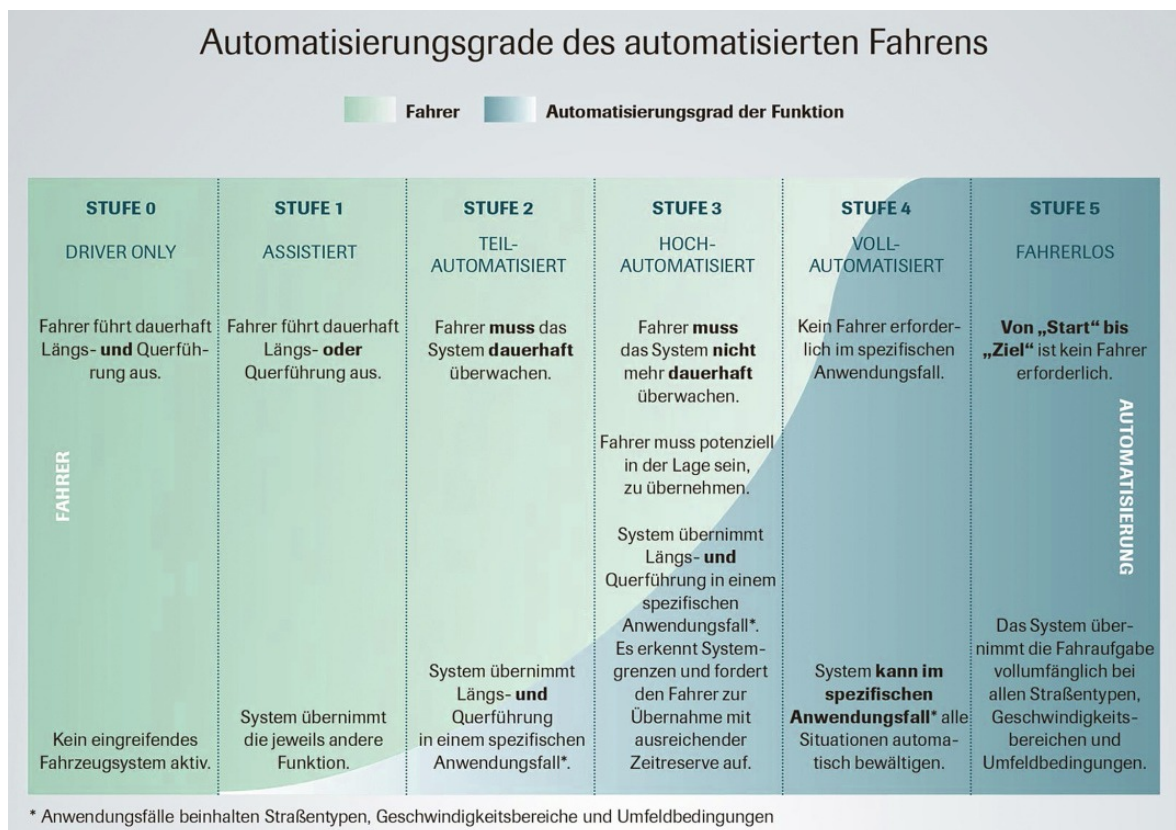 Automatisierungsgrade des automatisierten Fahrens
Fahrer
Automatisierungsgrad der Funktion
STUFE 0
DRIVER ONLY
Fahrer führt dauerhaft
Längs- und Querfüh-
rung aus.
FAHRER
Kein eingreifendes
Fahrzeugsystem aktiv.
STUFE 1
ASSISTIERT
Fahrer führt dauerhaft
Längs- oder
Querführung aus.
System übernimmt
die jeweils andere
Funktion.
STUFE 2
TEIL-
AUTOMATISIERT
Fahrer muss das
System dauerhaft
überwachen.
System übernimmt
Längs- und
Querführung
in einem spezifischen
Anwendungsfall*.
STUFE 3
HOCH-
AUTOMATISIERT
Fahrer muss
das System nicht
mehr dauerhaft
überwachen.
Fahrer muss potenziell
in der Lage sein,
zu übernehmen.
System übernimmt
Längs- und
Querführung in einem
spezifischen
Anwendungsfall*.
Es erkennt System-
grenzen und fordert
den Fahrer zur
Übernahme mit
ausreichender
Zeitreserve auf.
STUFE 4
VOLL-
AUTOMATISIERT
Kein Fahrer erforder-
lich im spezifischen
Anwendungsfall.
System kann im
spezifischen
Anwendungsfall* alle
Situationen automa-
tisch bewältigen.
STUFE 5
FAHRERLOS
Von „Start“ bis
„Ziel“ ist kein Fahrer
erforderlich.
AUTOMATISIERUNG
Das System über-
nimmt die Fahraufgabe
vollumfänglich bei
allen Straßentypen,
Geschwindigkeits-
bereichen und
Umfeldbedingungen.
* Anwendungsfälle beinhalten Straßentypen, Geschwindigkeitsbereiche und Umfeldbedingungen